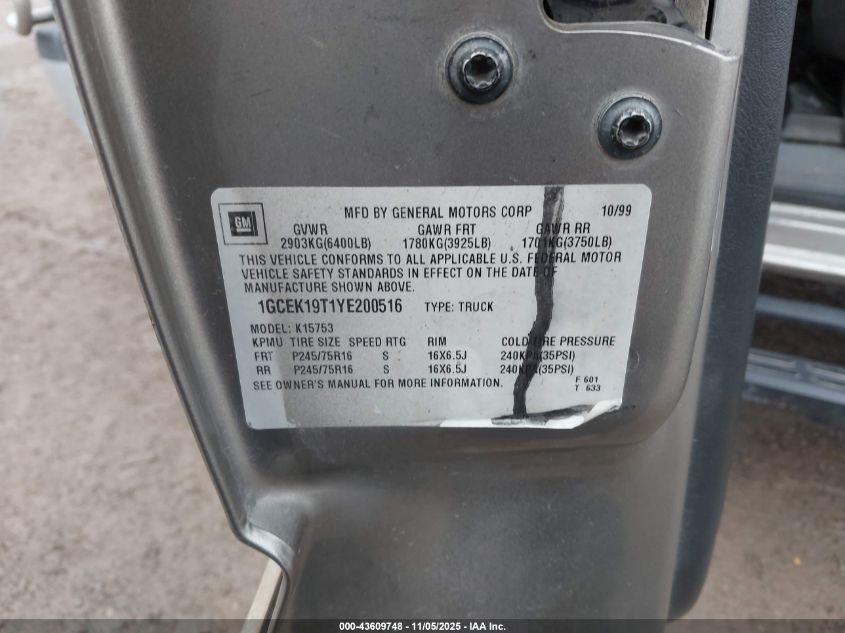 GM
MFD BY GENERAL MOTORS CORP 10/99
GVWR GAWR FRT GAWR RR
2903KG(6400LB) 1780KG(3925LB) 1701KG(3750LB)
THIS VEHICLE CONFORMS TO ALL APPLICABLE U.S. FEDERAL MOTOR
VEHICLE SAFETY STANDARDS IN EFFECT ON THE DATE OF
MANUFACTURE SHOWN ABOVE.
1GCEK19T1YE200516 TYPE: TRUCK
MODEL: K15753
KPMU TIRE SIZE SPEED RTG RIM COLD TIRE PRESSURE
FRT P245/75R16 S 16X6.5J 240KPA(35PSI)
RR P245/75R16 S 16X6.5J 240KPA(35PSI)
SEE OWNER'S MANUAL FOR MORE INFORMATION.
F 601
T 633
000-43609748 - 11/05/2025 - IAA Inc.